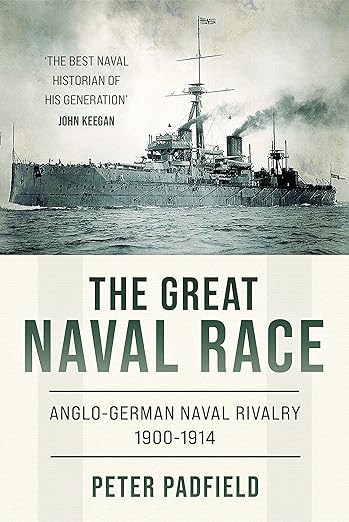 ‘THE BEST NAVAL
HISTORIAN OF
HIS GENERATION’
JOHN KEEGAN
THE GREAT
NAVAL RACE
ANGLO-GERMAN NAVAL RIVALRY
1900-1914
PETER PADFIELD